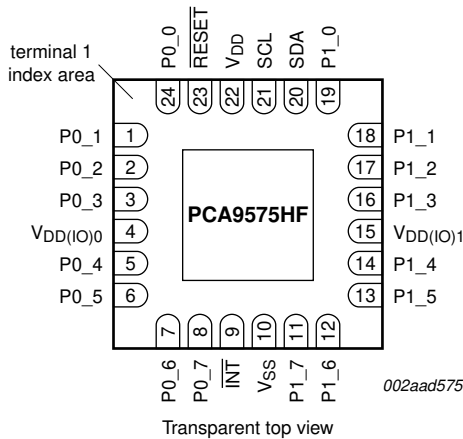 terminal 1
index area
P0_0
RESET
VDD
SCL
SDA
P1_0
24
23
22
21
20
19
P0_1 1
P0_2 2
P0_3 3
VDD(IO)0 4
P0_4 5
P0_5 6
PCA9575HF
18 P1_1
17 P1_2
16 P1_3
15 VDD(IO)1
14 P1_4
13 P1_5
7
8
9
10
11
12
P0_6
P0_7
INT
VSS
P1_7
P1_6
002aad575
Transparent top view